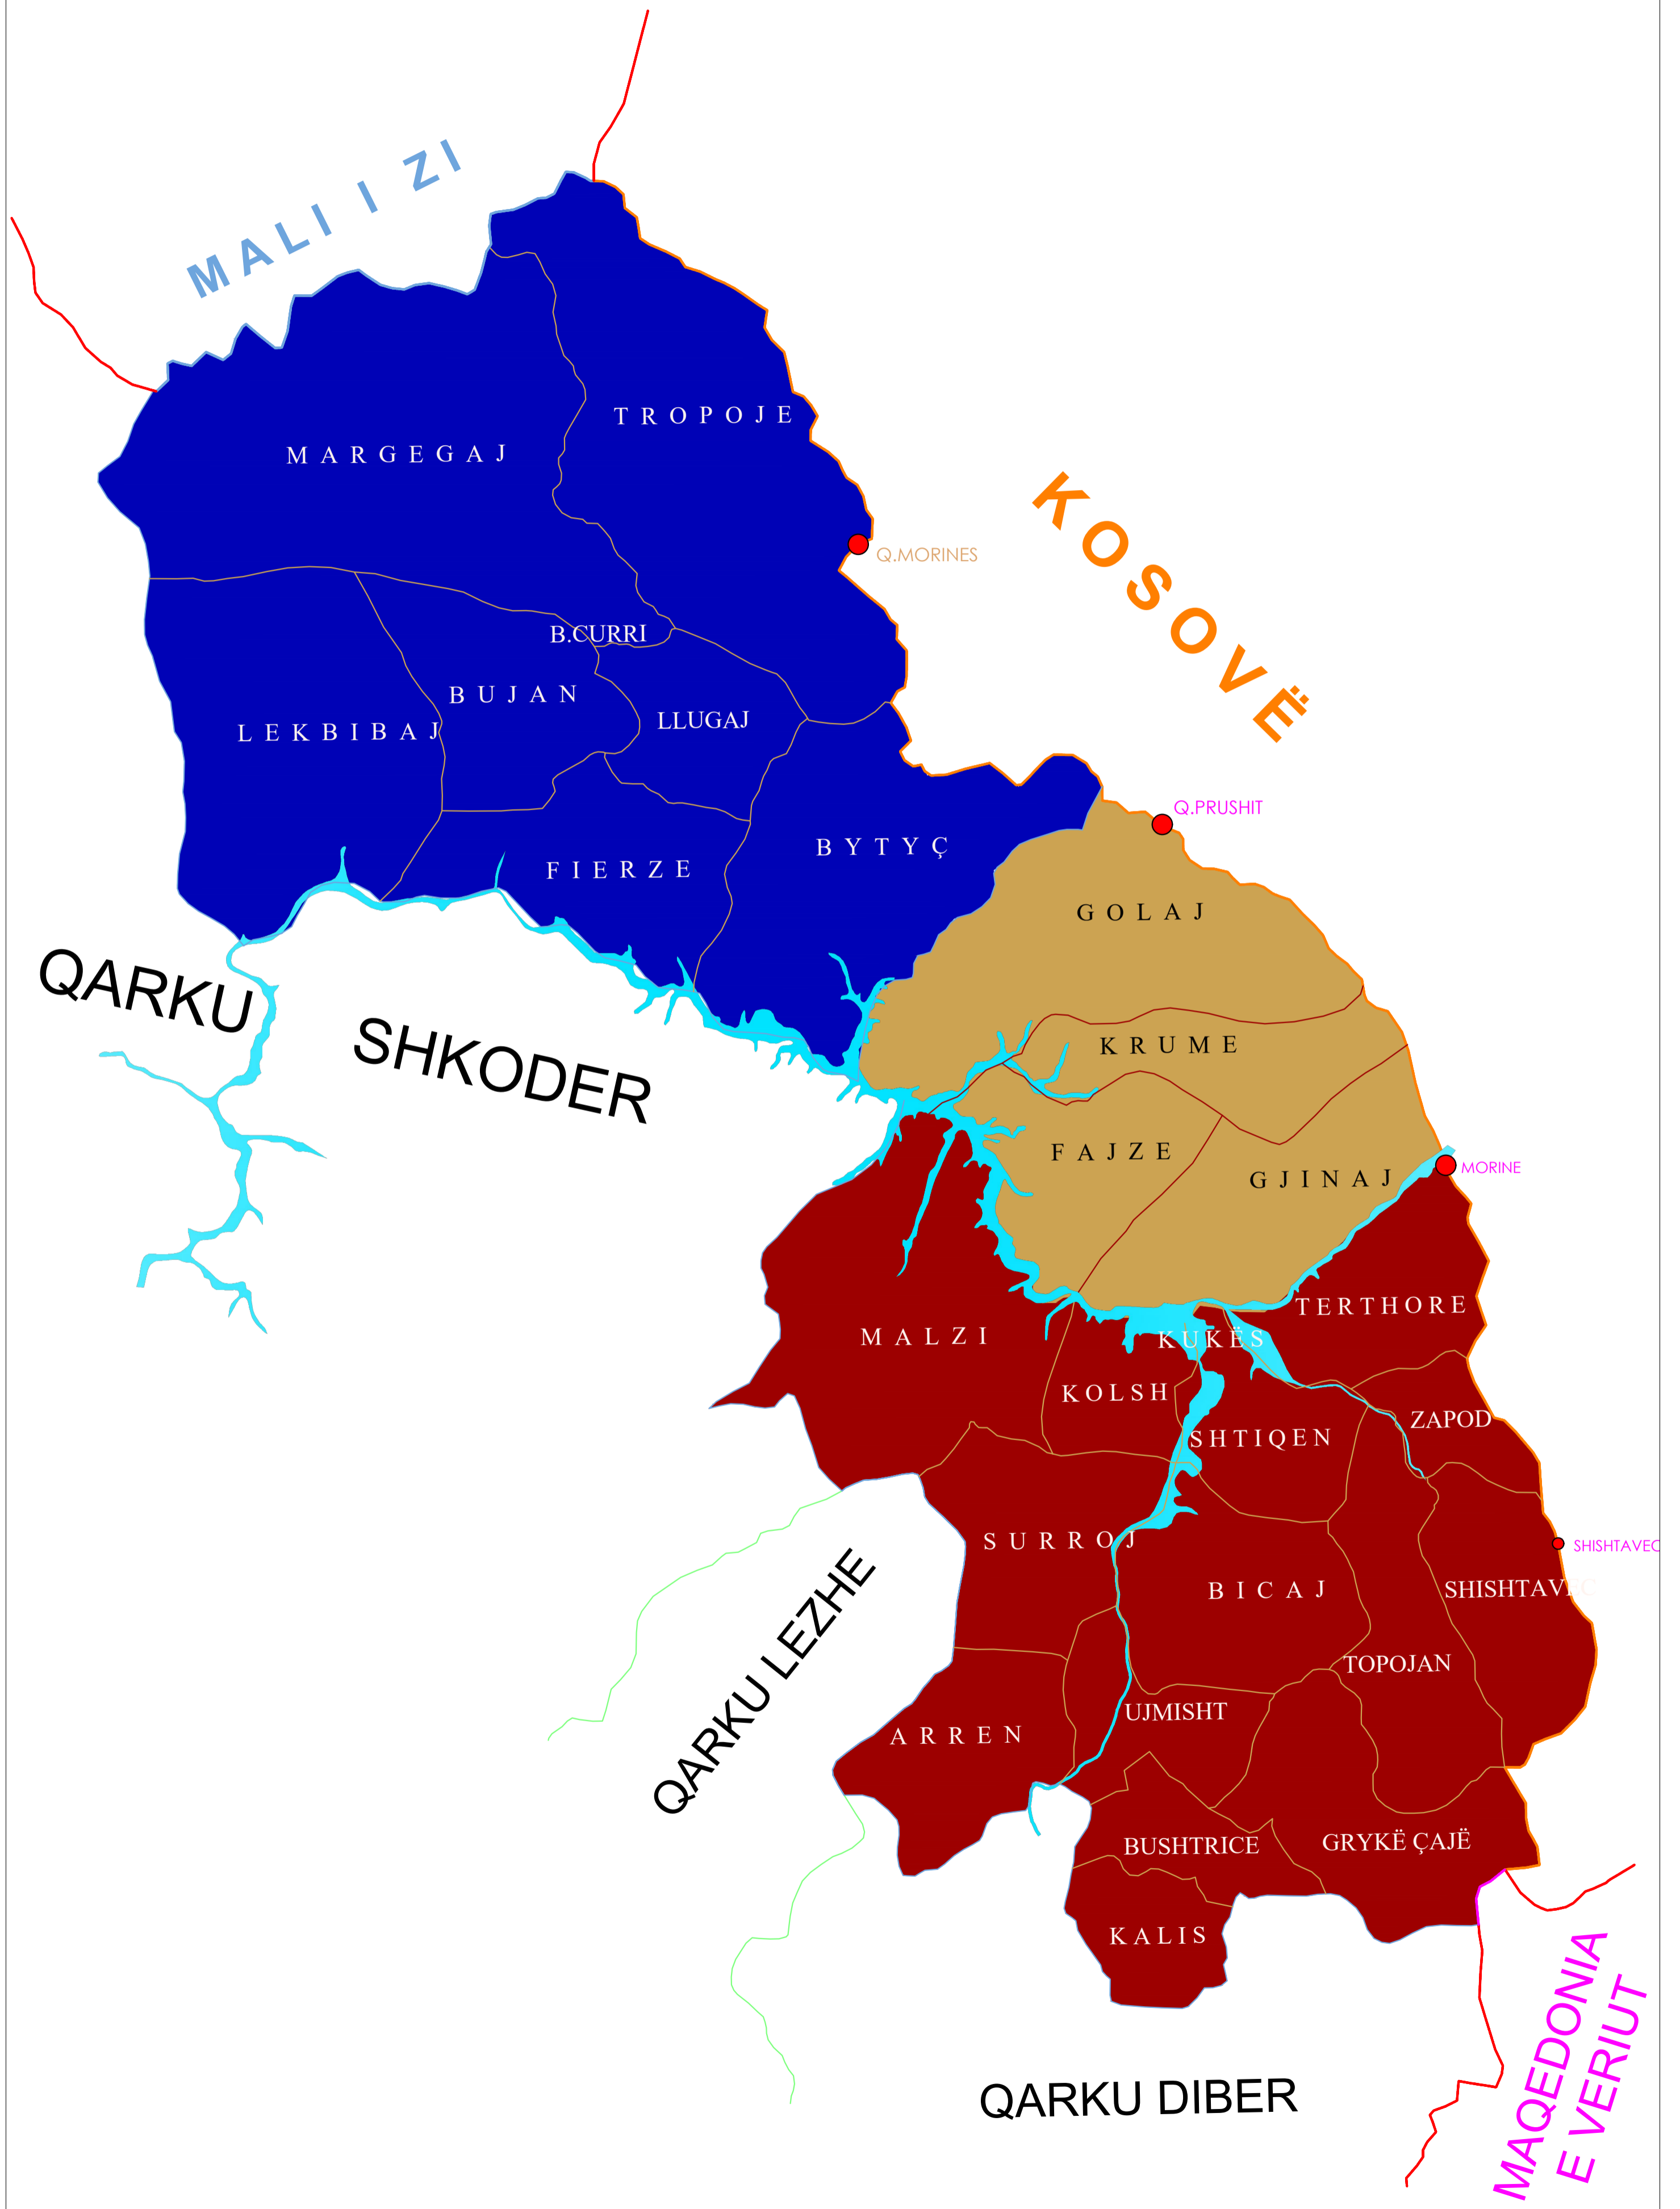 MALI I ZI
TROPOJE
MARGEGAJ
KOSOVË
Q.MORINES
B.CURRI
BUJAN
LLUGAJ
LEKBIBAJ
Q.PRUSHIT
BYTYÇ
FIERZE
GOLAJ
QARKU
SHKODER
KRUME
FAJZE
MORINE
GJINAJ
TERTHORE
MALZI
KUKËS
KOLSH
ZAPOD
SHTIQEN
SURROJ
SHISHTAVEC
BICAJ
SHISHTAVEC
QARKU LEZHE
TOPOJAN
UJMISHT
ARREN
BUSHTRICE
GRYKË ÇAJË
KALIS
MAQEDONIA
E VERIUT
QARKU DIBER